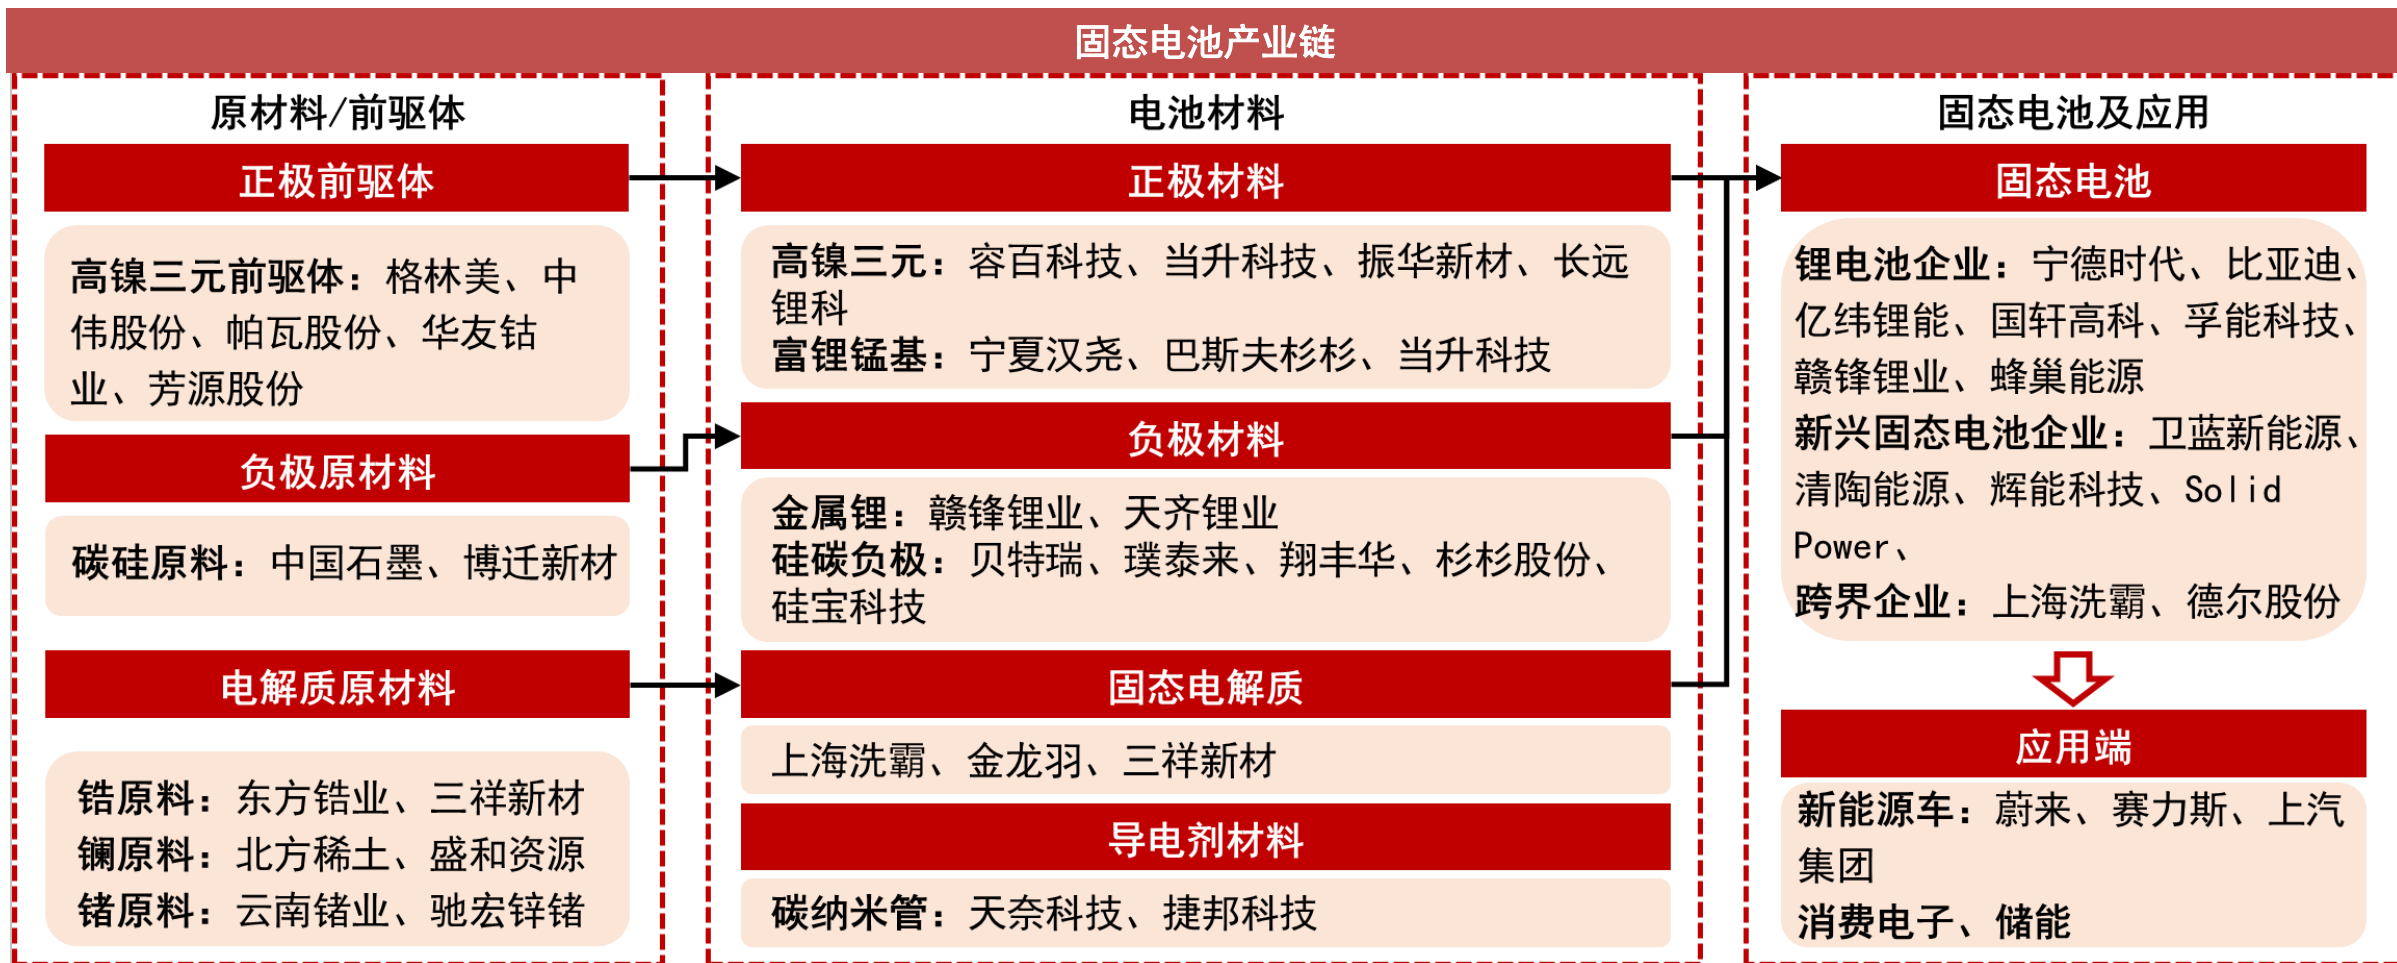 固态电池产业链
原材料/前驱体
正极前驱体
高镍三元前驱体：格林美、中
伟股份、帕瓦股份、华友钴
业、芳源股份
负极原材料
碳硅原料：中国石墨、博迁新材
电解质原材料
锆原料：东方锆业、三祥新材
镧原料：北方稀土、盛和资源
锗原料：云南锗业、驰宏锌锗
电池材料
正极材料
高镍三元：容百科技、当升科技、振华新材、长远
锂科
富锂锰基：宁夏汉尧、巴斯夫杉杉、当升科技
负极材料
金属锂：赣锋锂业、天齐锂业
硅碳负极：贝特瑞、璞泰来、翔丰华、杉杉股份、
硅宝科技
固态电解质
上海洗霸、金龙羽、三祥新材
导电剂材料
碳纳米管：天奈科技、捷邦科技
固态电池及应用
固态电池
锂电池企业：宁德时代、比亚迪、
亿纬锂能、国轩高科、孚能科技、
赣锋锂业、蜂巢能源
新兴固态电池企业：卫蓝新能源、
清陶能源、辉能科技、Solid
Power、
跨界企业：上海洗霸、德尔股份
应用端
新能源车：蔚来、赛力斯、上汽
集团
消费电子、储能